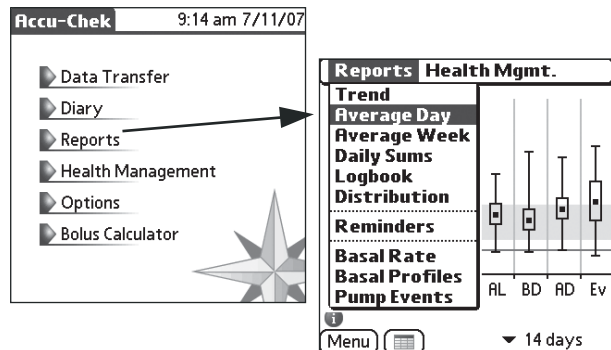 Accu-Chek 9:14 am 7/11/07
Data Transfer
Diary
Reports
Health Management
Options
Bolus Calculator
Reports Health Mgmt.
Trend
Average Day
Average Week
Daily Sums
Logbook
Distribution
Reminders
Basal Rate
Basal Profiles
Pump Events
AL BD AD Ev
i
Menu 14 days